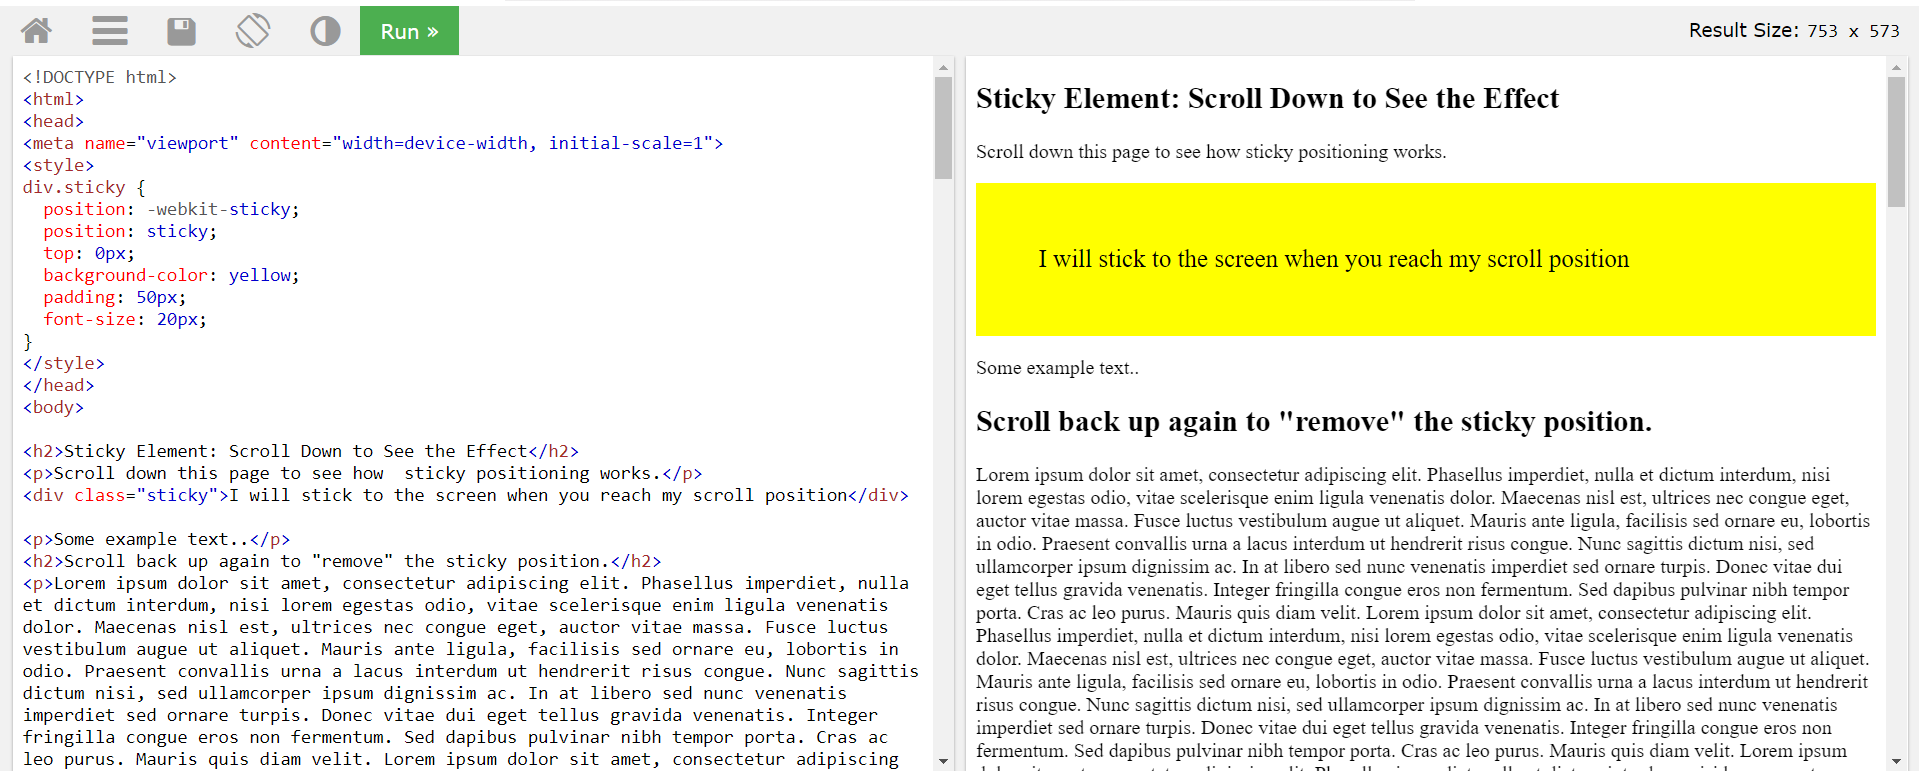 Run »
Result Size: 753 x 573
<!DOCTYPE html>
<html>
<head>
<meta name="viewport" content="width=device-width, initial-scale=1">
<style>
div.sticky {
  position: -webkit-sticky;
  position: sticky;
  top: 0px;
  background-color: yellow;
  padding: 50px;
  font-size: 20px;
}
</style>
</head>
<body>

<h2>Sticky Element: Scroll Down to See the Effect</h2>
<p>Scroll down this page to see how  sticky positioning works.</p>
<div class="sticky">I will stick to the screen when you reach my scroll position</div>

<p>Some example text..</p>
<h2>Scroll back up again to "remove" the sticky position.</h2>
<p>Lorem ipsum dolor sit amet, consectetur adipiscing elit. Phasellus imperdiet, nulla
et dictum interdum, nisi lorem egestas odio, vitae scelerisque enim ligula venenatis
dolor. Maecenas nisl est, ultrices nec congue eget, auctor vitae massa. Fusce luctus
vestibulum augue ut aliquet. Mauris ante ligula, facilisis sed ornare eu, lobortis in
odio. Praesent convallis urna a lacus interdum ut hendrerit risus congue. Nunc sagittis
dictum nisi, sed ullamcorper ipsum dignissim ac. In at libero sed nunc venenatis
imperdiet sed ornare turpis. Donec vitae dui eget tellus gravida venenatis. Integer
fringilla congue eros non fermentum. Sed dapibus pulvinar nibh tempor porta. Cras ac
leo purus. Mauris quis diam velit. Lorem ipsum dolor sit amet, consectetur adipiscing
Sticky Element: Scroll Down to See the Effect
Scroll down this page to see how sticky positioning works.
I will stick to the screen when you reach my scroll position
Some example text..
Scroll back up again to "remove" the sticky position.
Lorem ipsum dolor sit amet, consectetur adipiscing elit. Phasellus imperdiet, nulla et dictum interdum, nisi
lorem egestas odio, vitae scelerisque enim ligula venenatis dolor. Maecenas nisl est, ultrices nec congue eget,
auctor vitae massa. Fusce luctus vestibulum augue ut aliquet. Mauris ante ligula, facilisis sed ornare eu, lobortis
in odio. Praesent convallis urna a lacus interdum ut hendrerit risus congue. Nunc sagittis dictum nisi, sed
ullamcorper ipsum dignissim ac. In at libero sed nunc venenatis imperdiet sed ornare turpis. Donec vitae dui
eget tellus gravida venenatis. Integer fringilla congue eros non fermentum. Sed dapibus pulvinar nibh tempor
porta. Cras ac leo purus. Mauris quis diam velit. Lorem ipsum dolor sit amet, consectetur adipiscing elit.
Phasellus imperdiet, nulla et dictum interdum, nisi lorem egestas odio, vitae scelerisque enim ligula venenatis
dolor. Maecenas nisl est, ultrices nec congue eget, auctor vitae massa. Fusce luctus vestibulum augue ut aliquet.
Mauris ante ligula, facilisis sed ornare eu, lobortis in odio. Praesent convallis urna a lacus interdum ut hendrerit
risus congue. Nunc sagittis dictum nisi, sed ullamcorper ipsum dignissim ac. In at libero sed nunc venenatis
imperdiet sed ornare turpis. Donec vitae dui eget tellus gravida venenatis. Integer fringilla congue eros non
fermentum. Sed dapibus pulvinar nibh tempor porta. Cras ac leo purus. Mauris quis diam velit. Lorem ipsum